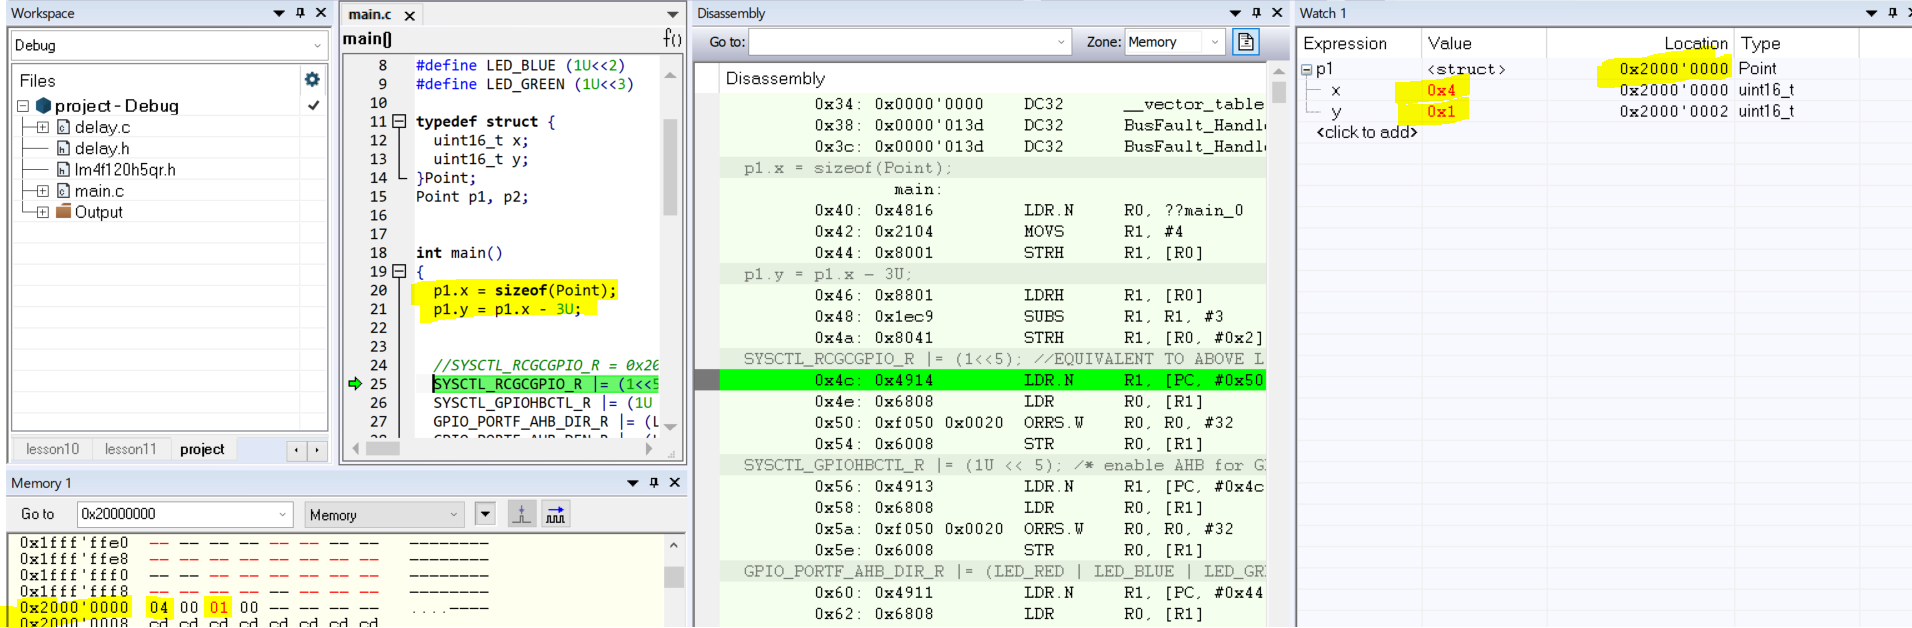 Workspace
Debug
Files
project - Debug
delay.c
delay.h
lm4f120h5qr.h
main.c
Output
lesson10 lesson11 project
main.c
main()
f()
8 #define LED_BLUE (1U<<2)
9 #define LED_GREEN (1U<<3)
10
11 typedef struct {
12 uint16_t x;
13 uint16_t y;
14 }Point;
15 Point p1, p2;
16
17
18 int main()
19 {
20 p1.x = sizeof(Point);
21 p1.y = p1.x - 3U;
22
23
24 //SYSCTL_RCGCGPIO_R = 0x20
25 SYSCTL_RCGCGPIO_R |= (1<<5
26 SYSCTL_GPIOHBCTL_R |= (1U
27 GPIO_PORTF_AHB_DIR_R |= (L
28 GPIO_PORTF_AHB_DEN_R |= (L
Memory 1
Go to 0x20000000 Memory
0x1fff'ffe0 -- -- -- -- -- -- -- -- --------
0x1fff'ffe8 -- -- -- -- -- -- -- -- --------
0x1fff'fff0 -- -- -- -- -- -- -- -- --------
0x1fff'fff8 -- -- -- -- -- -- -- -- --------
0x2000'0000 04 00 01 00 -- -- -- -- ....----
0x2000'0008 cd cd cd cd cd cd cd cd
Disassembly
Go to: Zone: Memory
Disassembly
0x34: 0x0000'0000 DC32 __vector_table
0x38: 0x0000'013d DC32 BusFault_Handle
0x3c: 0x0000'013d DC32 BusFault_Handle
p1.x = sizeof(Point);
main:
0x40: 0x4816 LDR.N R0, ??main_0
0x42: 0x2104 MOVS R1, #4
0x44: 0x8001 STRH R1, [R0]
p1.y = p1.x - 3U;
0x46: 0x8801 LDRH R1, [R0]
0x48: 0x1ec9 SUBS R1, R1, #3
0x4a: 0x8041 STRH R1, [R0, #0x2]
SYSCTL_RCGCGPIO_R |= (1<<5); //EQUIVALENT TO ABOVE L
0x4c: 0x4914 LDR.N R1, [PC, #0x50
0x4e: 0x6808 LDR R0, [R1]
0x50: 0xf050 0x0020 ORRS.W R0, R0, #32
0x54: 0x6008 STR R0, [R1]
SYSCTL_GPIOHBCTL_R |= (1U << 5); /* enable AHB for G
0x56: 0x4913 LDR.N R1, [PC, #0x4c
0x58: 0x6808 LDR R0, [R1]
0x5a: 0xf050 0x0020 ORRS.W R0, R0, #32
0x5e: 0x6008 STR R0, [R1]
GPIO_PORTF_AHB_DIR_R |= (LED_RED | LED_BLUE | LED_GR
0x60: 0x4911 LDR.N R1, [PC, #0x44
0x62: 0x6808 LDR R0, [R1]
Watch 1
Expression Value Location Type
p1 <struct> 0x2000'0000 Point
x 0x4 0x2000'0000 uint16_t
y 0x1 0x2000'0002 uint16_t
<click to add>